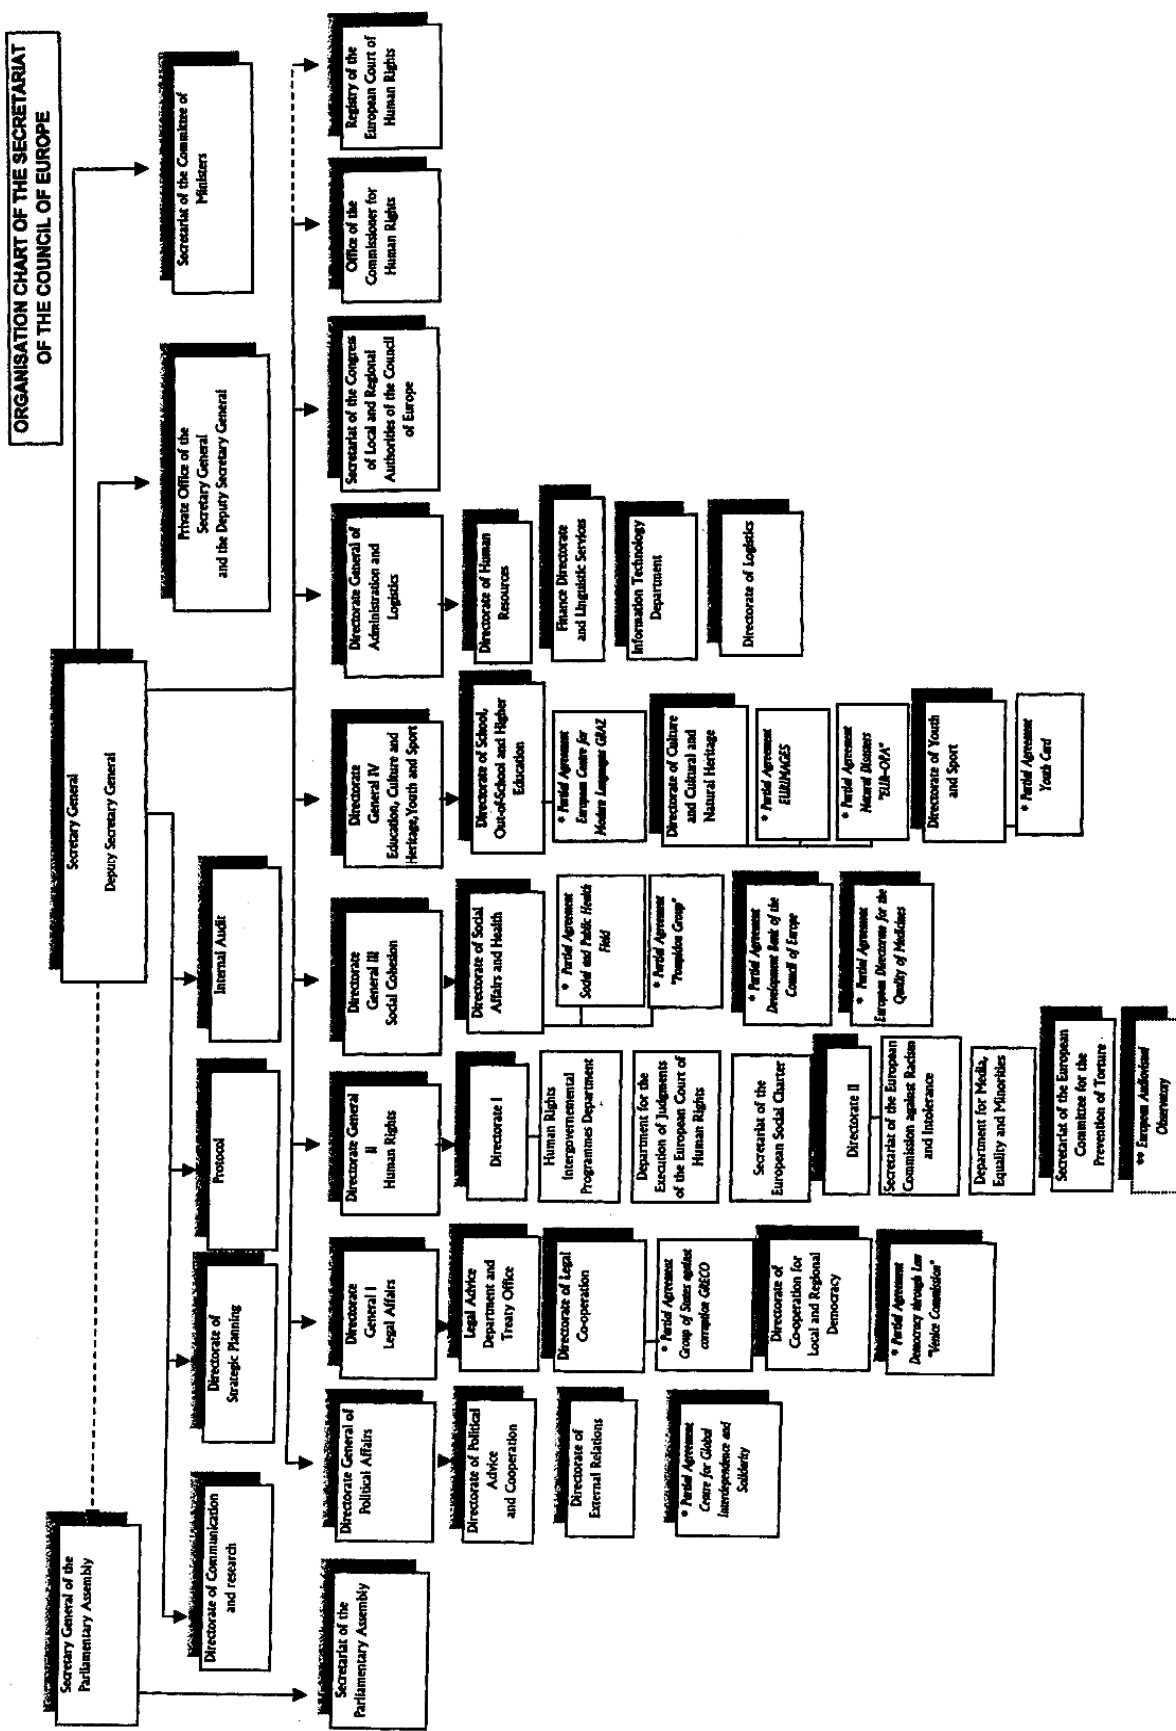 ORGANISATION CHART OF THE SECRETARIAT
OF THE COUNCIL OF EUROPE
Secretary General of the
Parliamentary Assembly
Secretary General
Deputy Secretary General
Private Office of the
Secretary General
and the Deputy Secretary General
Secretariat of the Committee of
Ministers
Directorate of Communication
and research
Directorate of
Strategic Planning
Protocol
Internal Audit
Secretariat of the
Parliamentary Assembly
Directorate General of
Political Affairs
Directorate
General I
Legal Affairs
Directorate General
II
Human Rights
Directorate
General III
Social Cohesion
Directorate
General IV
Education, Culture and
Heritage, Youth and Sport
Directorate General of
Administration and
Logistics
Secretariat of the Congress
of Local and Regional
Authorities of the Council
of Europe
Office of the
Commissioner for
Human Rights
Registry of the
European Court of
Human Rights
Directorate of Political
Advice
and Cooperation
Directorate of
External Relations
* Partial Agreement
Centre for Global
Interdependence and
Solidarity
Legal Advice
Department and
Treaty Office
Directorate of Legal
Co-operation
* Partial Agreement
Group of States against
corruption GRECO
Directorate of
Co-operation for
Local and Regional
Democracy
* Partial Agreement
Democracy through Law
"Venice Commission"
Directorate I
Human Rights
Intergovernemental
Programmes Department
Department for the
Execution of Judgments
of the European Court of
Human Rights
Secretariat of the
European Social Charter
Directorate II
Secretariat of the European
Commission against Racism
and Intolerance
Department for Media,
Equality and Minorities
Secretariat of the European
Committee for the
Prevention of Torture
** European Audiovisual
Observatory
Directorate of Social
Affairs and Health
* Partial Agreement
Social and Public Health
Field
* Partial Agreement
"Pompidou Group"
* Partial Agreement
Development Bank of the
Council of Europe
* Partial Agreement
European Directorate for the
Quality of Medicines
Directorate of School,
Out-of-School and Higher
Education
* Partial Agreement
European Centre for
Modern Languages GRAZ
Directorate of Culture
and Cultural and
Natural Heritage
* Partial Agreement
EURIMAGES
* Partial Agreement
Natural Disasters
"EUR-OPA"
Directorate of Youth
and Sport
* Partial Agreement
Youth Card
Directorate of Human
Resources
Finance Directorate
and Linguistic Services
Information Technology
Department
Directorate of Logistics